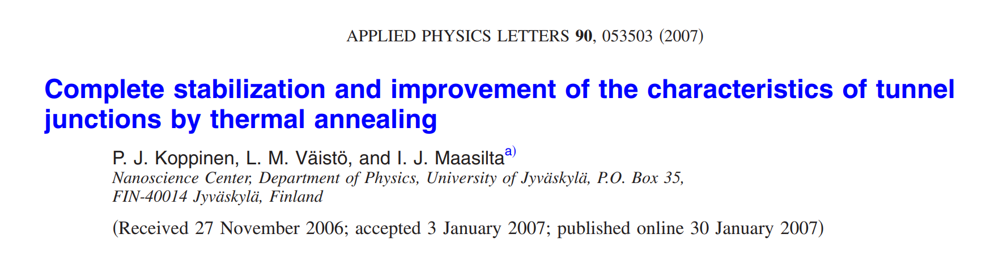 APPLIED PHYSICS LETTERS 90, 053503 (2007)
Complete stabilization and improvement of the characteristics of tunnel
junctions by thermal annealing
P. J. Koppinen, L. M. Väistö, and I. J. Maasilta a)
Nanoscience Center, Department of Physics, University of Jyväskylä, P.O. Box 35,
FIN-40014 Jyväskylä, Finland
(Received 27 November 2006; accepted 3 January 2007; published online 30 January 2007)